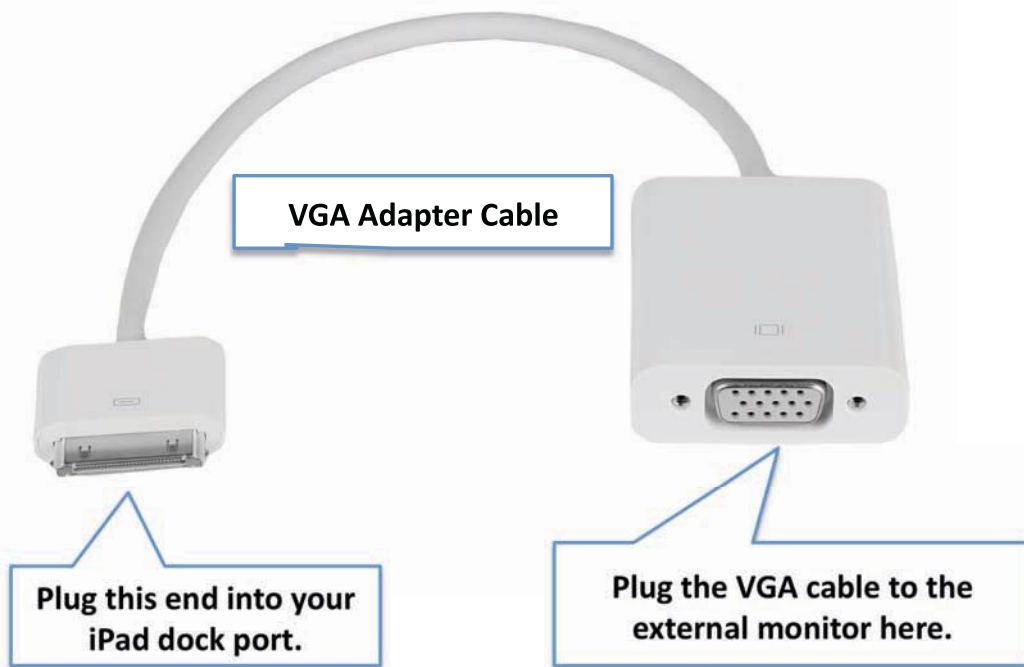 VGA Adapter Cable
Plug this end into your
iPad dock port.
Plug the VGA cable to the
external monitor here.